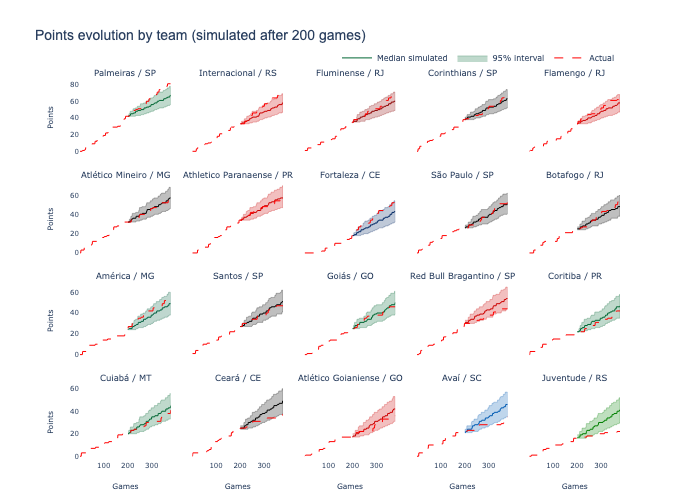 Points evolution by team (simulated after 200 games)
Median simulated 95% interval Actual
Palmeiras / SP Internacional / RS Fluminense / RJ Corinthians / SP Flamengo / RJ
80
60
40
20
0
Points
Atlético Mineiro / MG Athletico Paranaense / PR Fortaleza / CE São Paulo / SP Botafogo / RJ
60
40
20
0
Points
América / MG Santos / SP Goiás / GO Red Bull Bragantino / SP Coritiba / PR
60
40
20
0
Points
Cuiabá / MT Ceará / CE Atlético Goianiense / GO Avaí / SC Juventude / RS
60
40
20
0
Points
100 200 300 100 200 300 100 200 300 100 200 300 100 200 300
Games Games Games Games Games